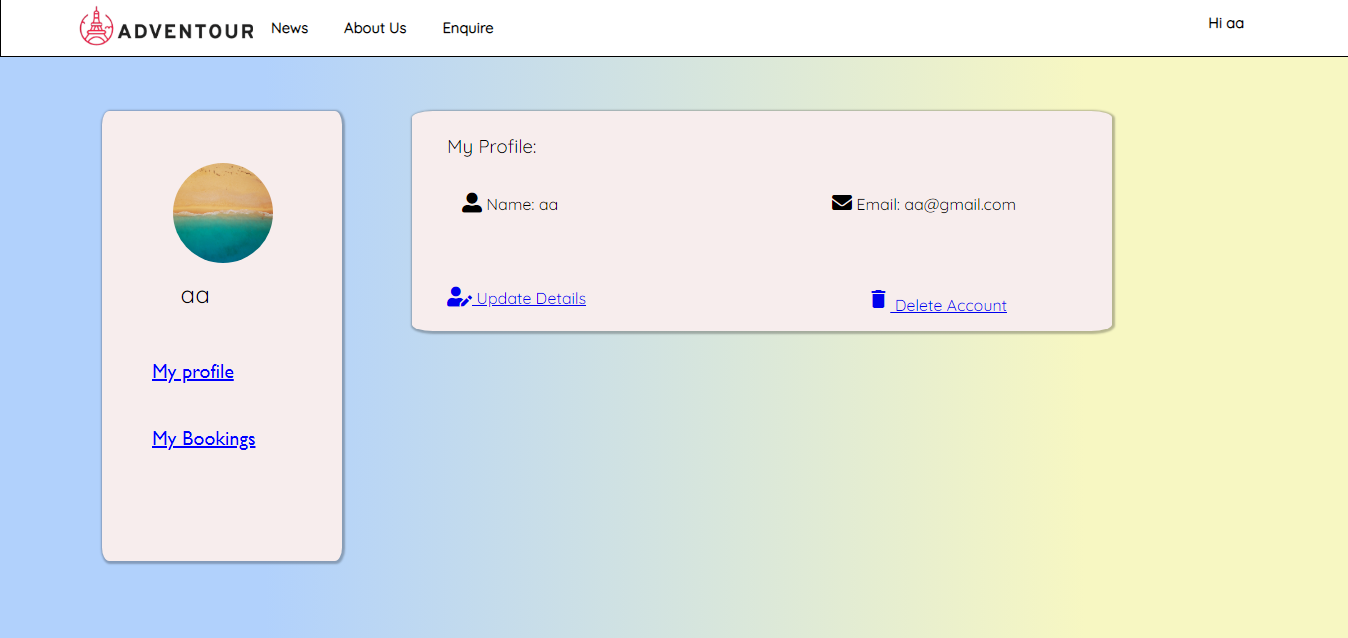 ADVENTOUR News About Us Enquire Hi aa
aa
My profile
My Bookings
My Profile:
Name: aa Email: aa@gmail.com
Update Details Delete Account